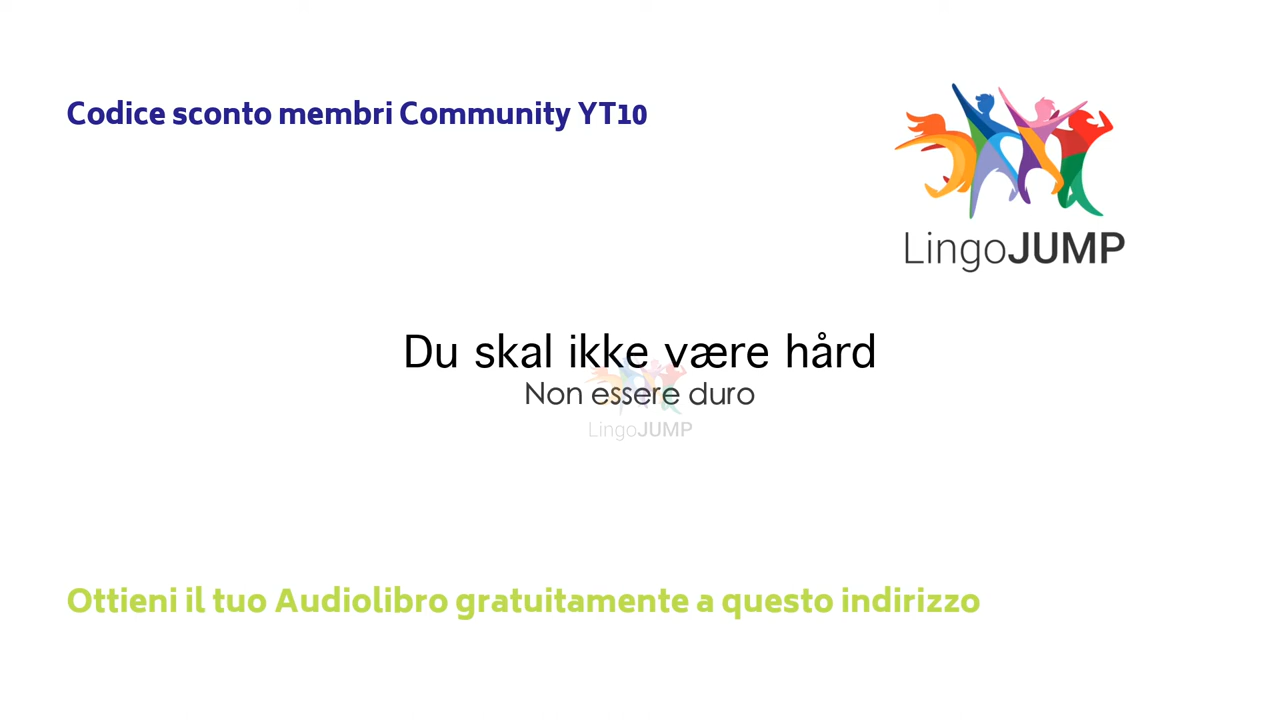 Codice sconto membri Community YT10
LingoJUMP
Du skal ikke være hård
Non essere duro
LingoJUMP
Ottieni il tuo Audiolibro gratuitamente a questo indirizzo